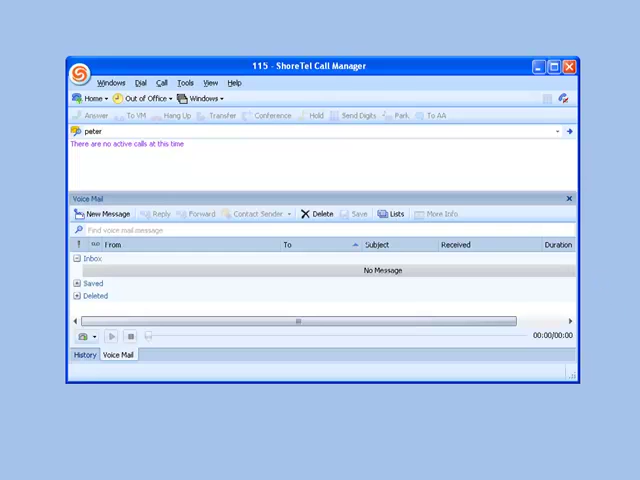 115 - ShoreTel Call Manager
Windows Dial Call Tools View Help
Home Out of Office Windows
Answer To VM Hang Up Transfer Conference Hold Send Digits Park To AA
peter
There are no active calls at this time
Voice Mail
New Message Reply Forward Contact Sender Delete Save Lists More Info
Find voice mail message
! From To Subject Received Duration
Inbox
No Message
Saved
Deleted
00:00/00:00
History Voice Mail